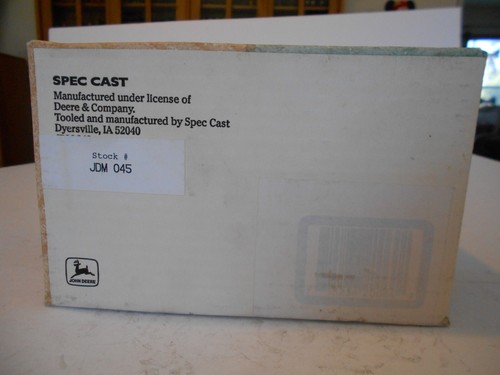 SPEC CAST
Manufactured under license of
Deere & Company.
Tooled and manufactured by Spec Cast
Dyersville, IA 52040
Stock #
JDM 045
JOHN DEERE